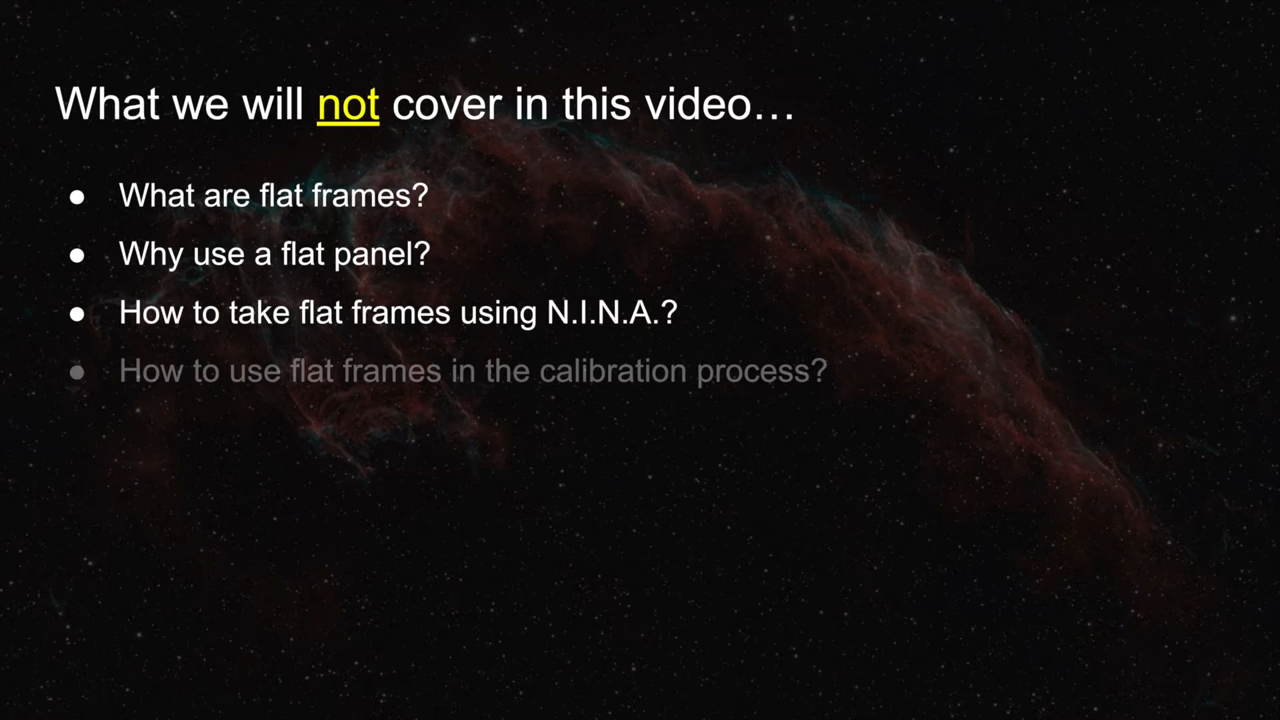 What we will not cover in this video…
● What are flat frames?
● Why use a flat panel?
● How to take flat frames using N.I.N.A.?
● How to use flat frames in the calibration process?